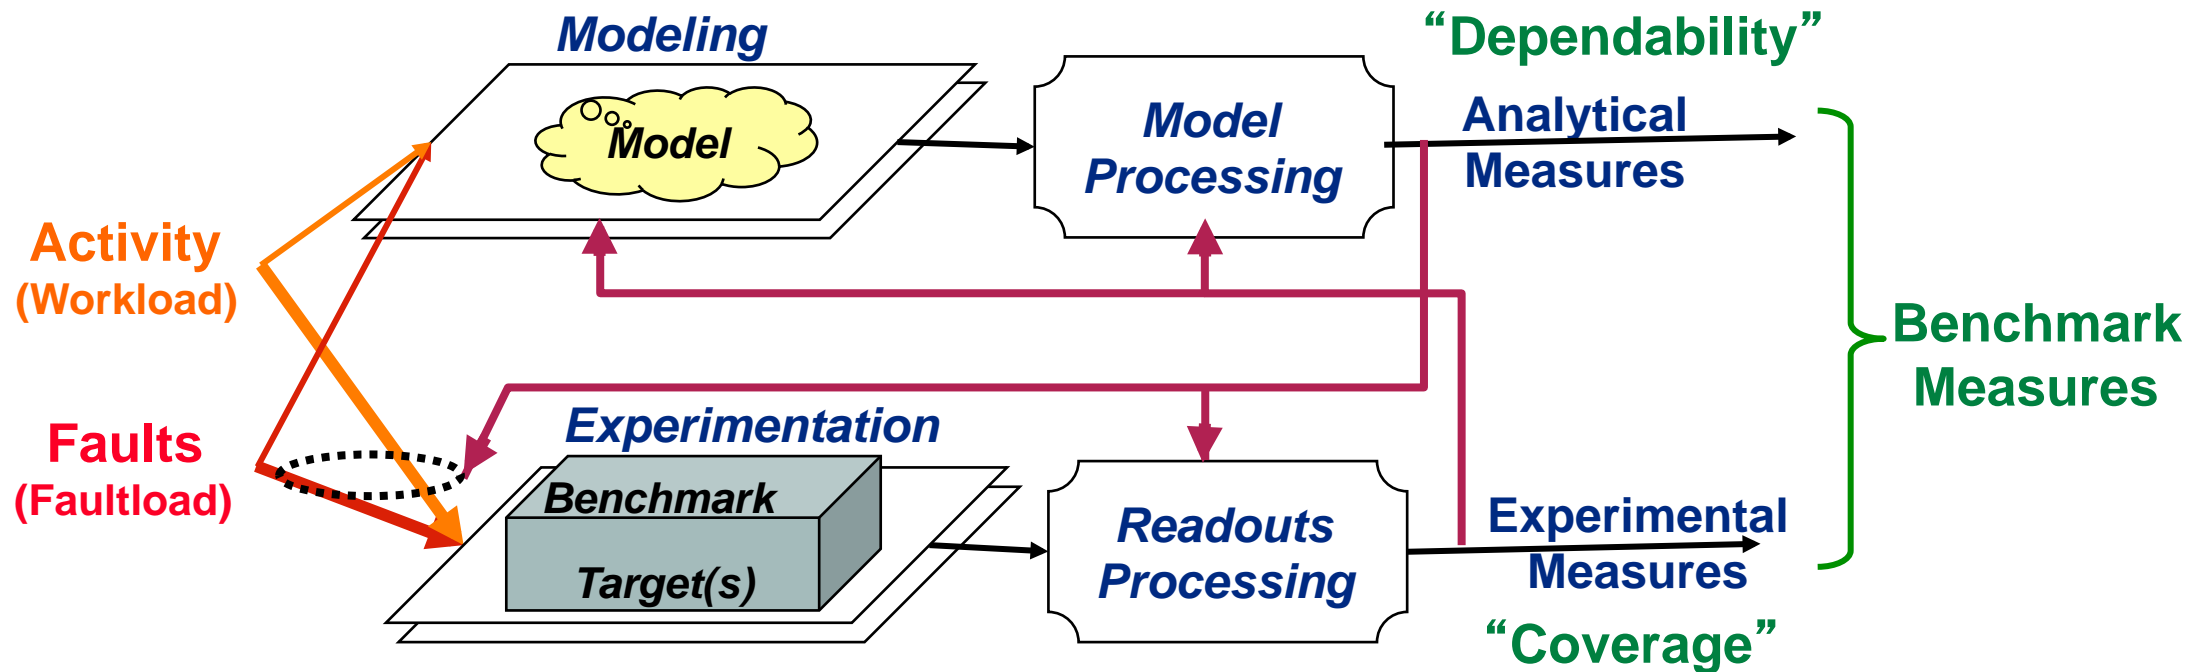 Modeling
“Dependability”
Model
Model
Processing
Analytical
Measures
Activity
(Workload)
Benchmark
Measures
Faults
(Faultload)
Experimentation
Benchmark
Target(s)
Readouts
Processing
Experimental
Measures
“Coverage”